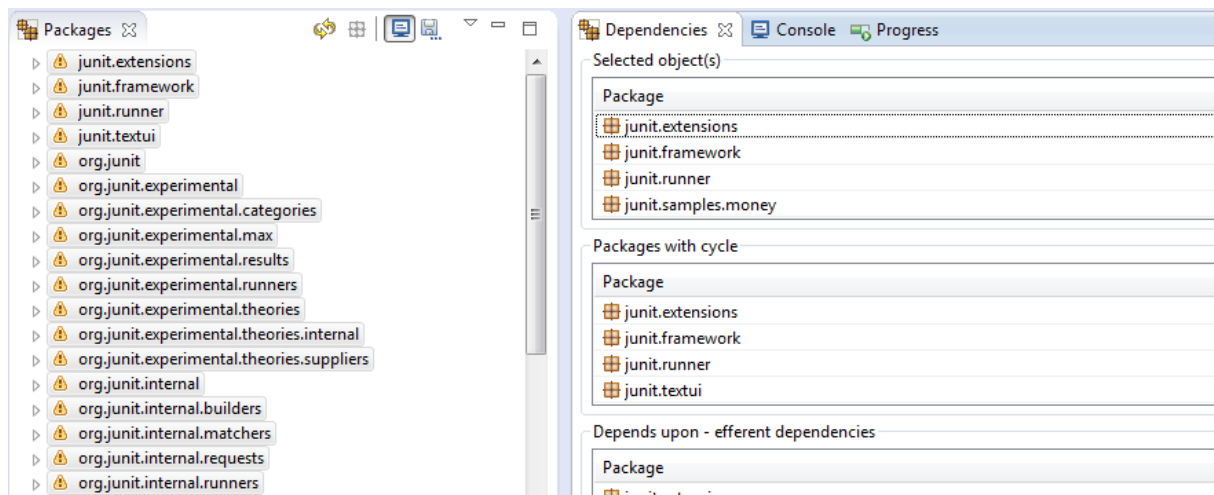 Packages
junit.extensions
junit.framework
junit.runner
junit.textui
org.junit
org.junit.experimental
org.junit.experimental.categories
org.junit.experimental.max
org.junit.experimental.results
org.junit.experimental.runners
org.junit.experimental.theories
org.junit.experimental.theories.internal
org.junit.experimental.theories.suppliers
org.junit.internal
org.junit.internal.builders
org.junit.internal.matchers
org.junit.internal.requests
org.junit.internal.runners
Dependencies Console Progress
Selected object(s)
Package
junit.extensions
junit.framework
junit.runner
junit.samples.money
Packages with cycle
Package
junit.extensions
junit.framework
junit.runner
junit.textui
Depends upon - efferent dependencies
Package